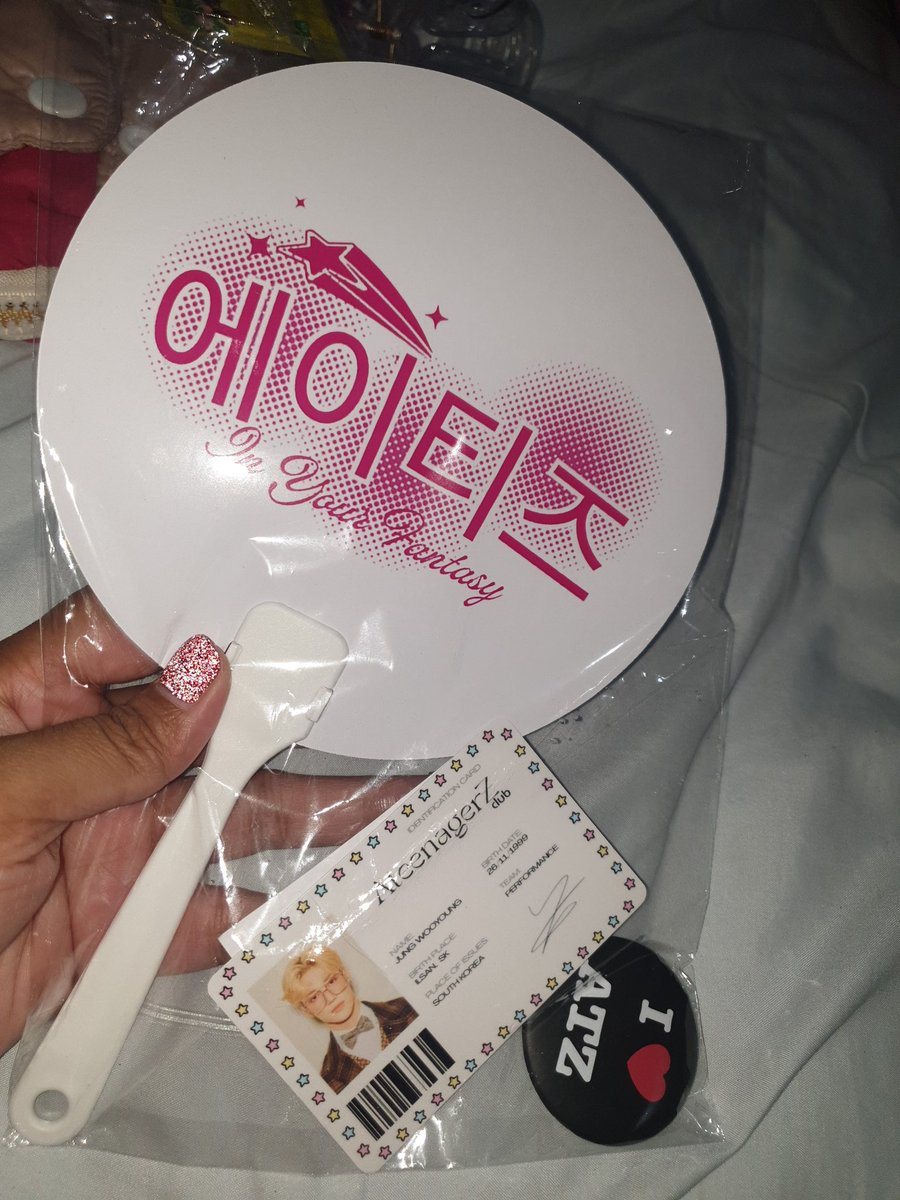 에이티즈
In Your Fantasy
IDENTIFICATION CARD
AteenagerZ
club
NAME
JUNG WOOYOUNG
BIRTH DATE
26.11.1999
BIRTH PLACE
ILSAN, SK
TEAM
PERFORMANCE
PLACE OF ISSUES
SOUTH KOREA
I ❤
ATZ